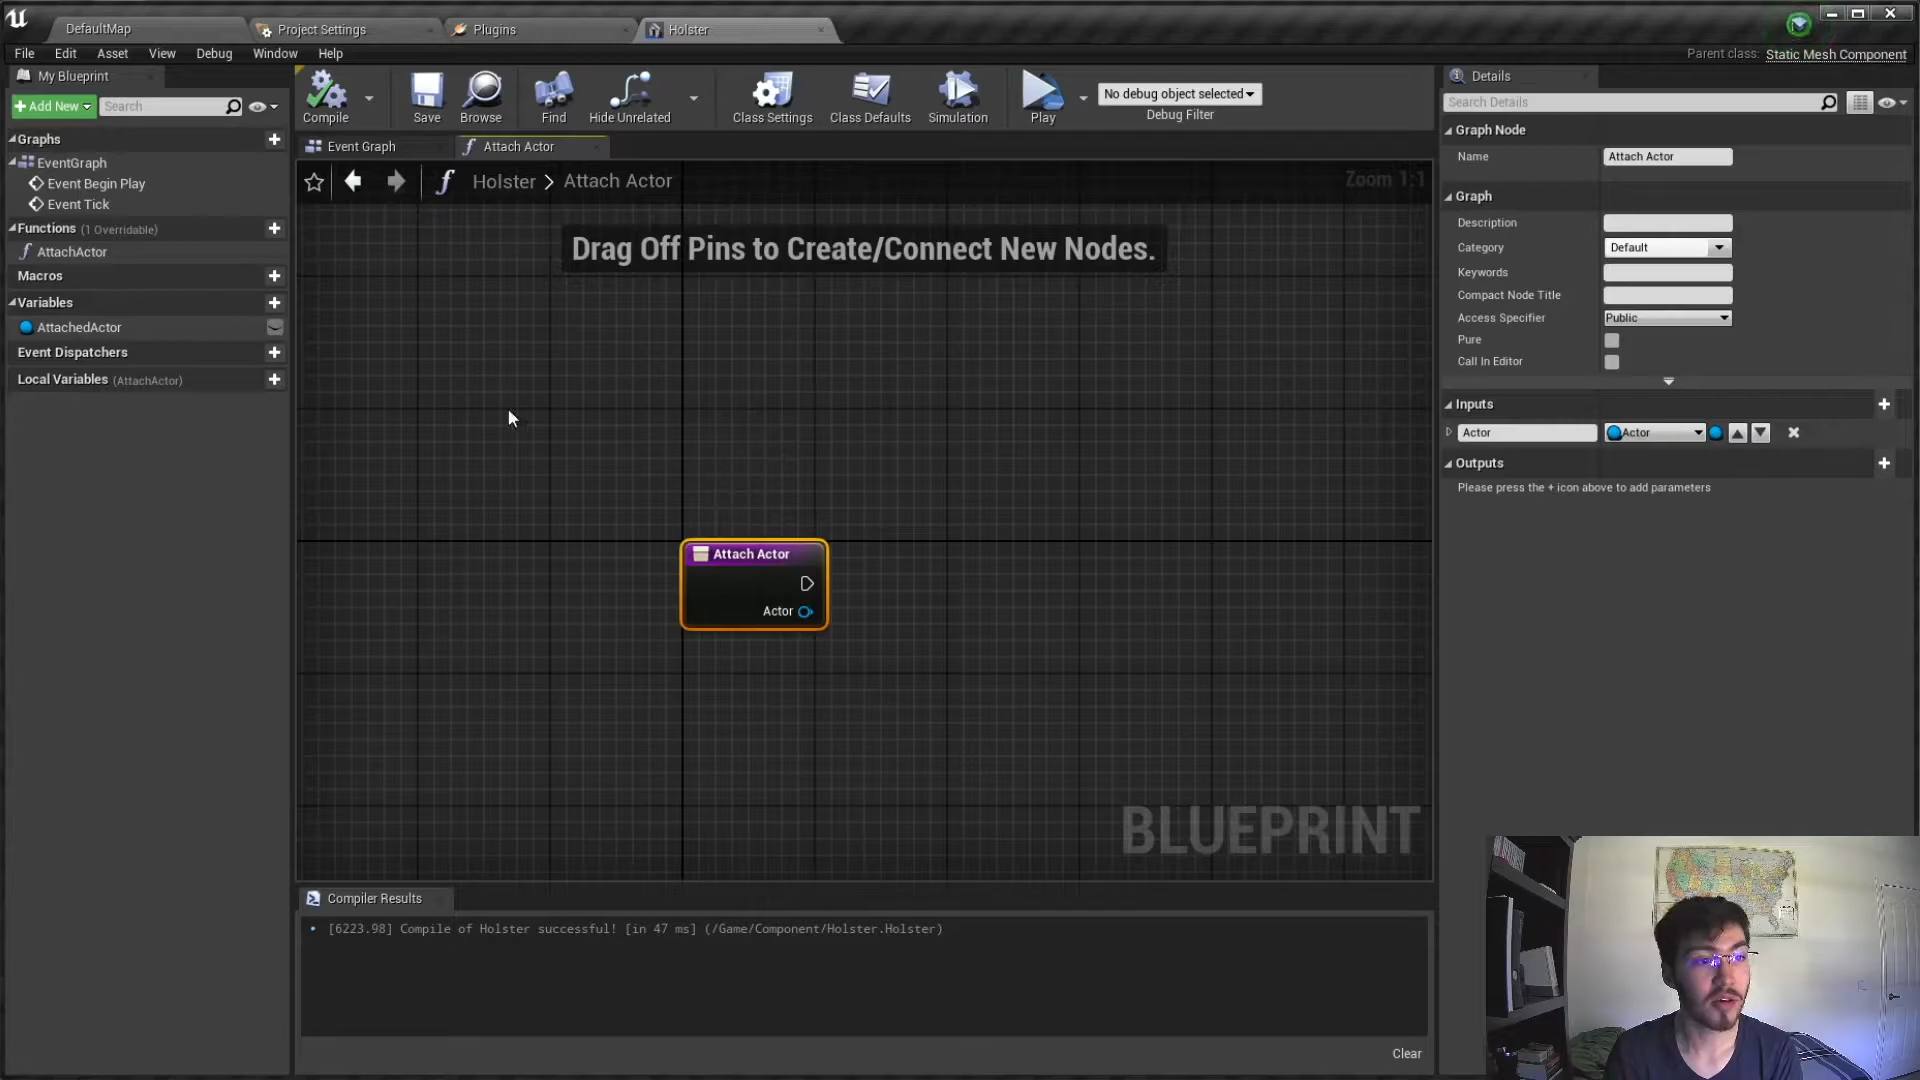 DefaultMap
Project Settings
Plugins
Holster
File
Edit
Asset
View
Debug
Window
Help
Parent class: Static Mesh Component
My Blueprint
Add New
Search
Graphs
EventGraph
Event Begin Play
Event Tick
Functions (1 Overridable)
AttachActor
Macros
Variables
AttachedActor
Event Dispatchers
Local Variables (AttachActor)
Compile
Save
Browse
Find
Hide Unrelated
Class Settings
Class Defaults
Simulation
Play
No debug object selected
Debug Filter
Event Graph
Attach Actor
Holster > Attach Actor
Zoom 1:1
Drag Off Pins to Create/Connect New Nodes.
Attach Actor
Actor
BLUEPRINT
Compiler Results
[6223.98] Compile of Holster successful! [in 47 ms] (/Game/Component/Holster.Holster)
Clear
Details
Search Details
Graph Node
Name
Attach Actor
Graph
Description
Category
Default
Keywords
Compact Node Title
Access Specifier
Public
Pure
Call In Editor
Inputs
Actor
Actor
Outputs
Please press the + icon above to add parameters